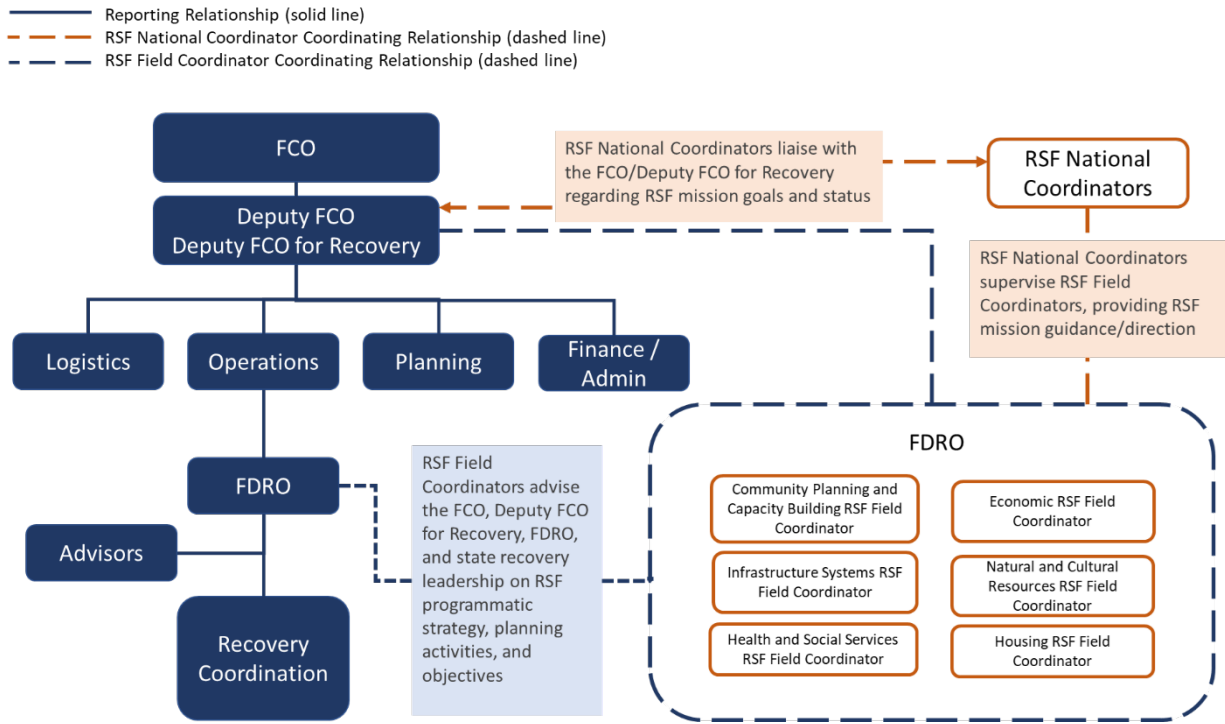 Reporting Relationship (solid line)
RSF National Coordinator Coordinating Relationship (dashed line)
RSF Field Coordinator Coordinating Relationship (dashed line)
FCO
Deputy FCO
Deputy FCO for Recovery
RSF National Coordinators liaise with
the FCO/Deputy FCO for Recovery
regarding RSF mission goals and status
RSF National
Coordinators
RSF National Coordinators
supervise RSF Field
Coordinators, providing RSF
mission guidance/direction
Logistics
Operations
Planning
Finance /
Admin
FDRO
Advisors
Recovery
Coordination
RSF Field
Coordinators advise
the FCO, Deputy FCO
for Recovery, FDRO,
and state recovery
leadership on RSF
programmatic
strategy, planning
activities, and
objectives
FDRO
Community Planning and
Capacity Building RSF Field
Coordinator
Economic RSF Field
Coordinator
Infrastructure Systems RSF
Field Coordinator
Natural and Cultural
Resources RSF Field
Coordinator
Health and Social Services
RSF Field Coordinator
Housing RSF Field
Coordinator